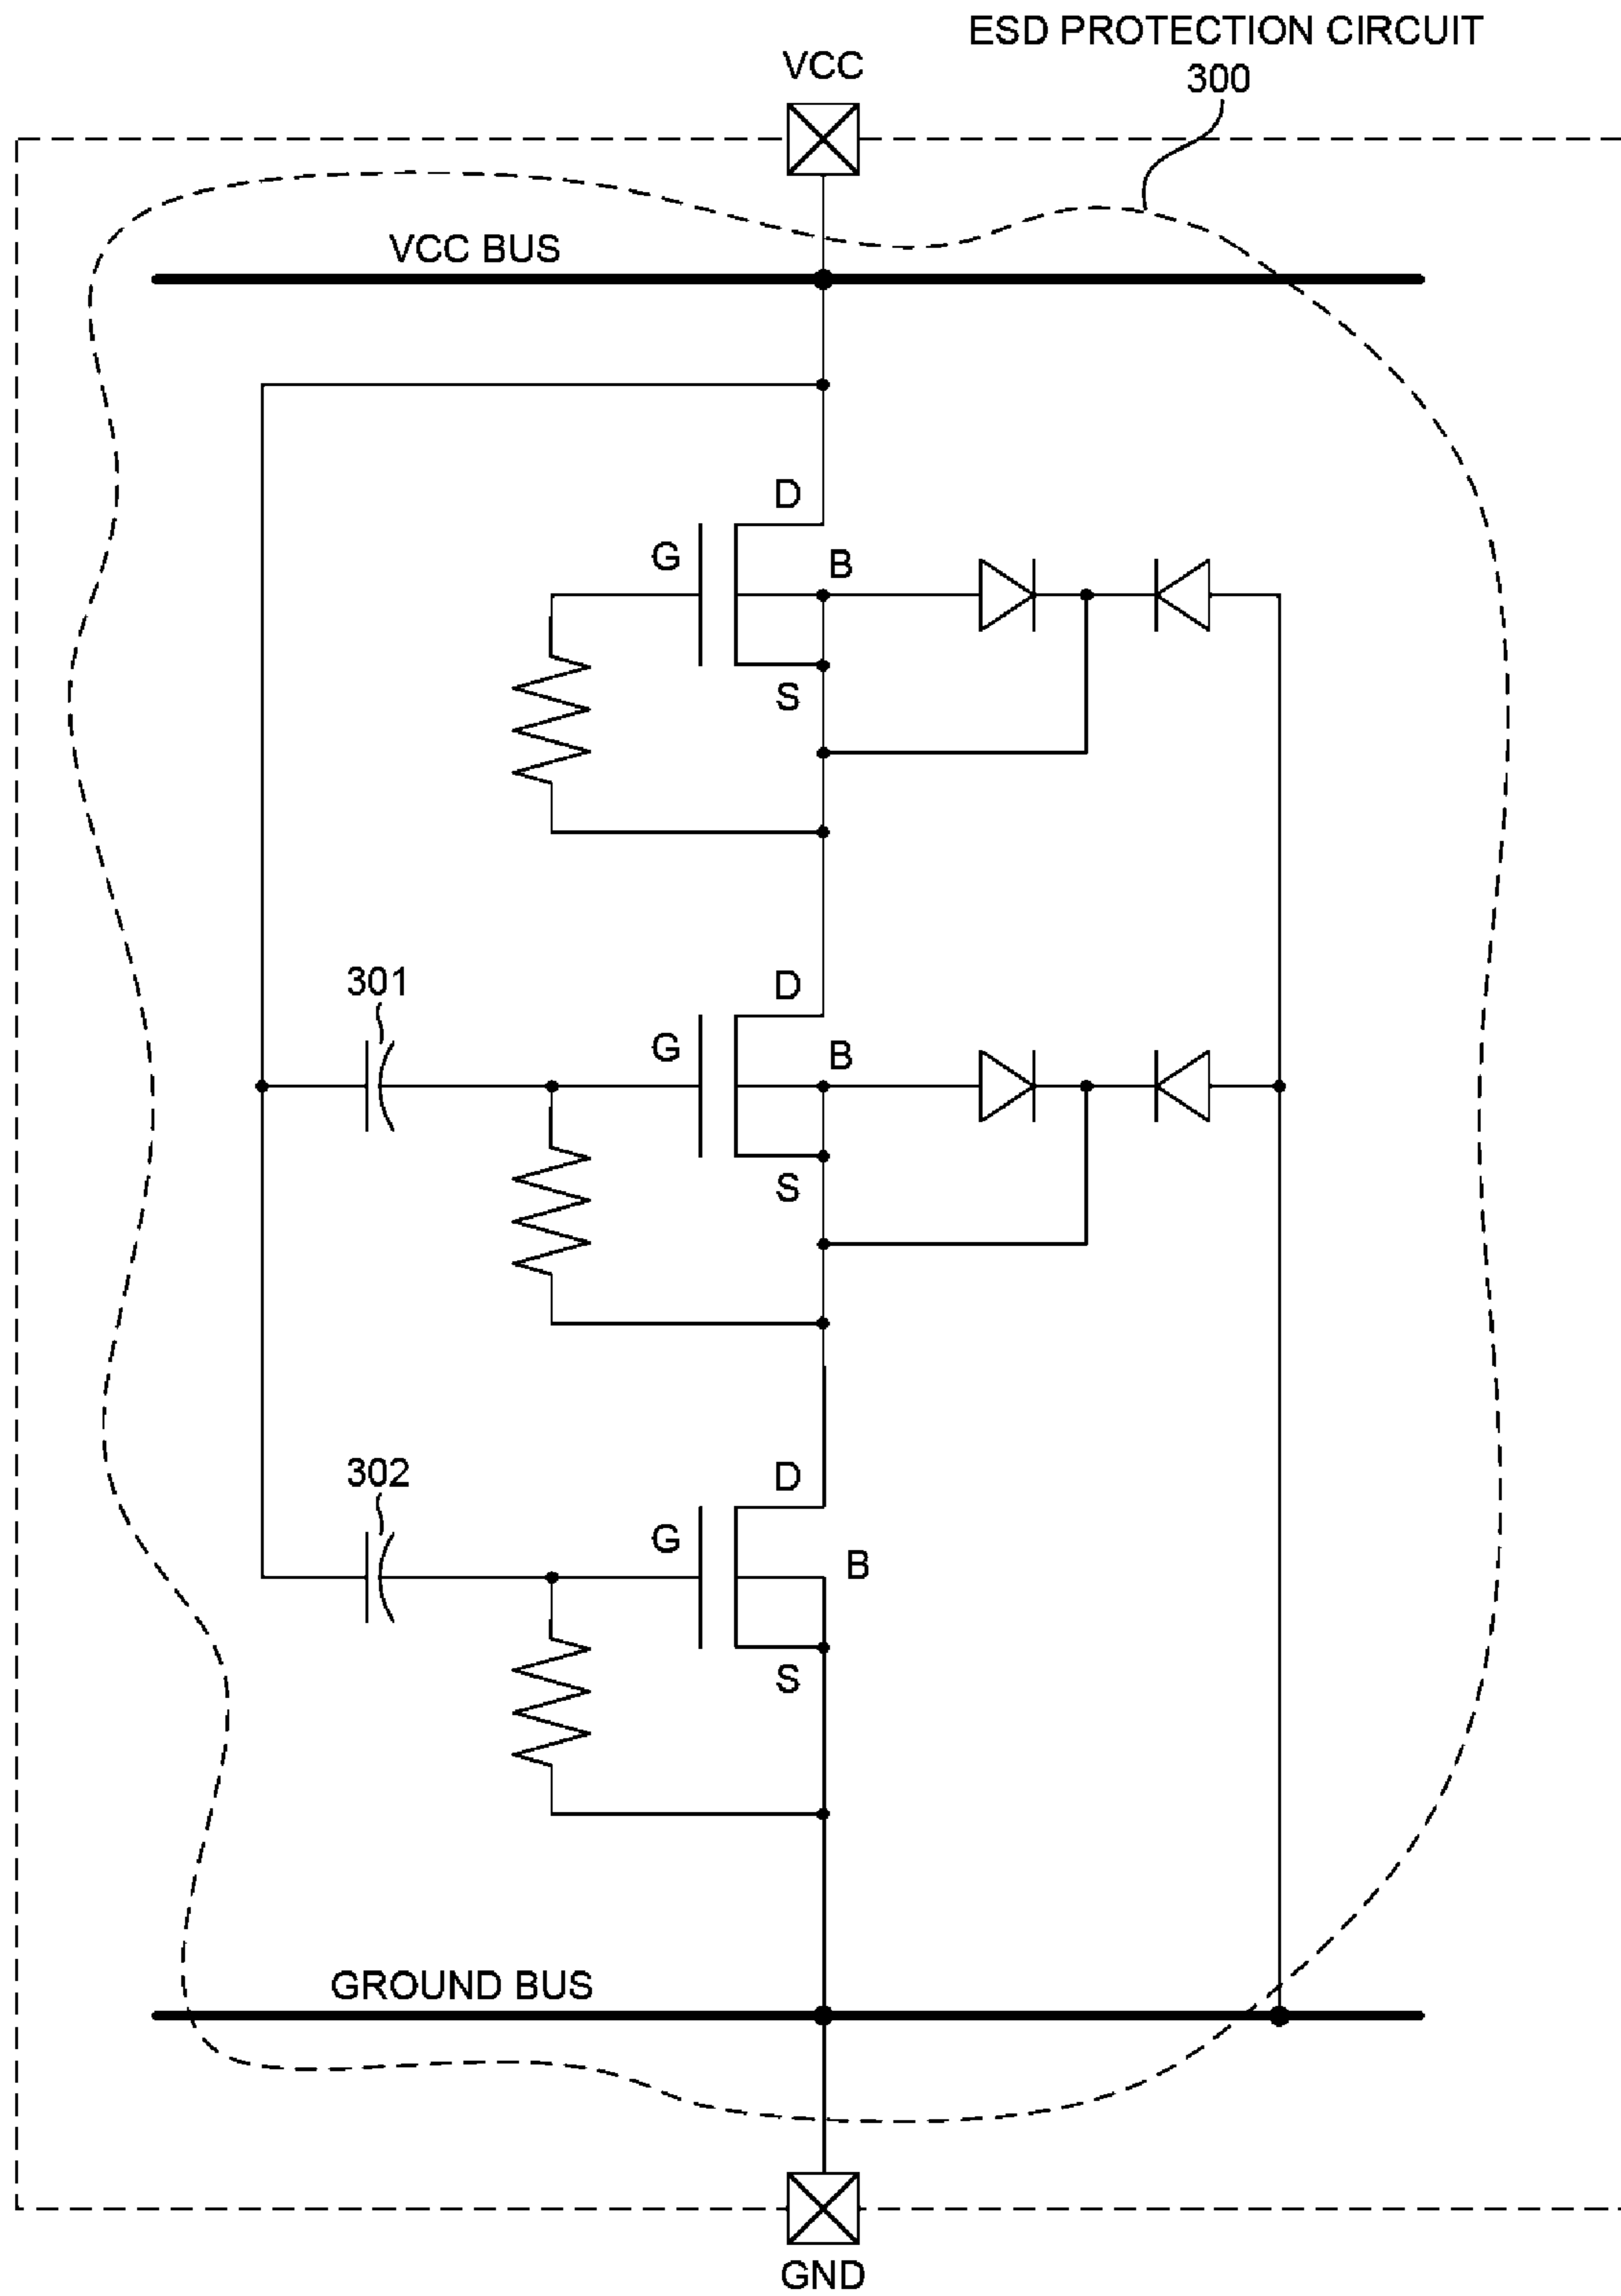 ESD PROTECTION CIRCUIT
300
VCC
VCC BUS
D
G
B
S
301
D
G
B
S
302
D
G
B
S
GROUND BUS
GND